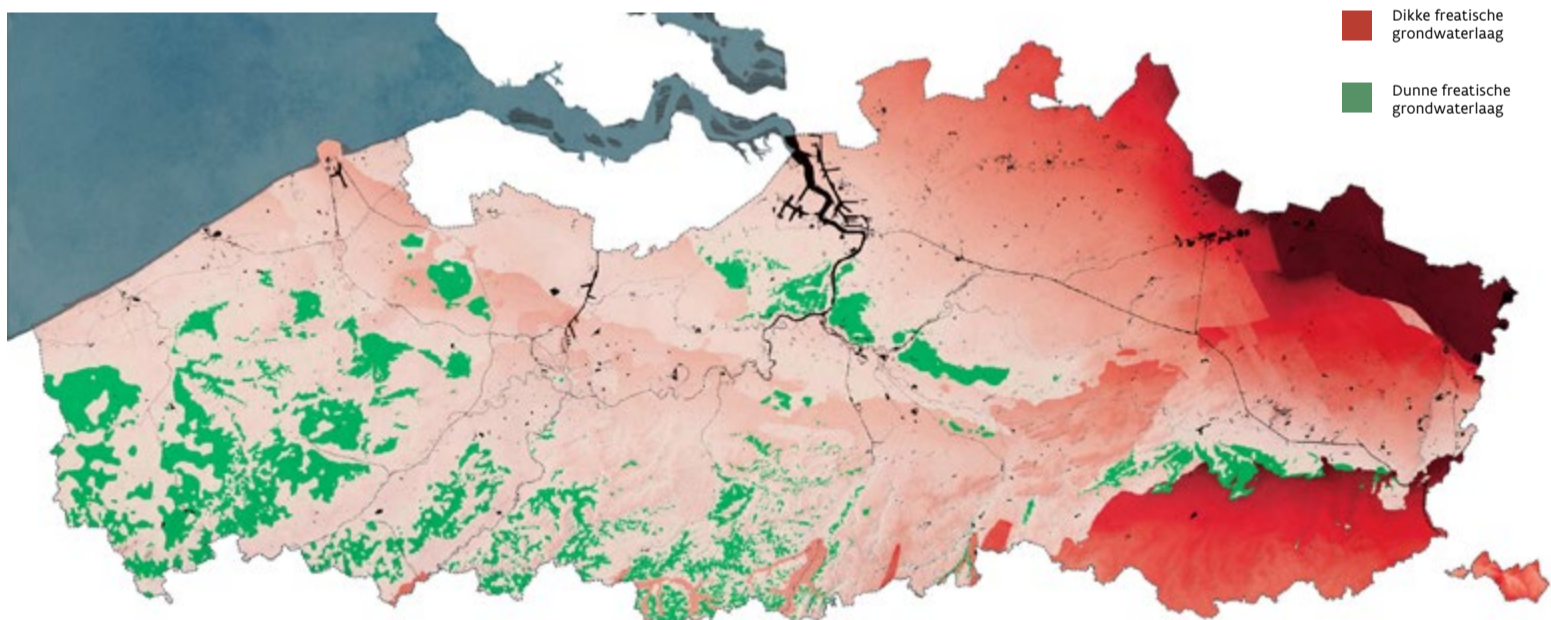 Dikke freatische
grondwaterlaag
Dunne freatische
grondwaterlaag